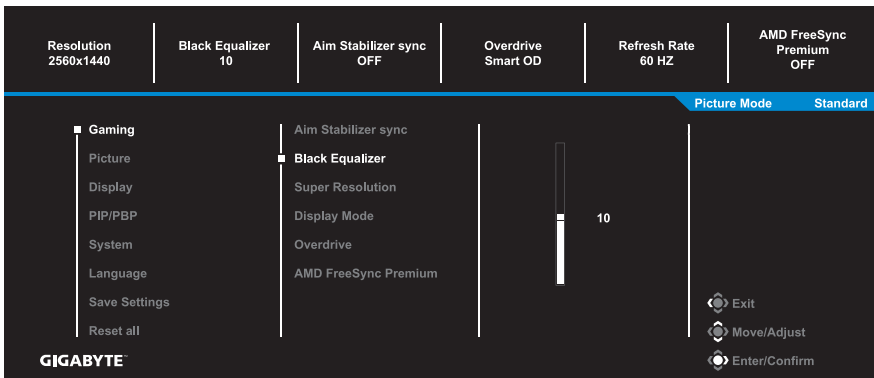 Resolution
2560x1440
Black Equalizer
10
Aim Stabilizer sync
OFF
Overdrive
Smart OD
Refresh Rate
60 HZ
AMD FreeSync
Premium
OFF
Picture Mode Standard
Gaming
Picture
Display
PIP/PBP
System
Language
Save Settings
Reset all
Aim Stabilizer sync
Black Equalizer
Super Resolution
Display Mode
Overdrive
AMD FreeSync Premium
10
Exit
Move/Adjust
Enter/Confirm
GIGABYTE™